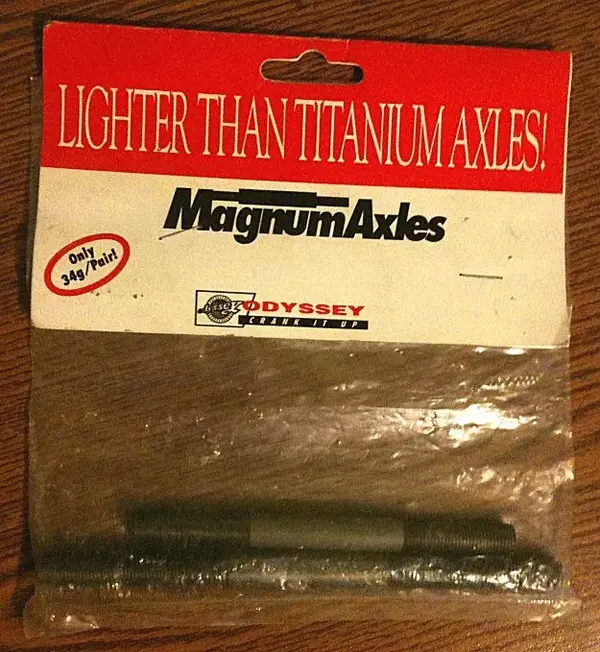 LIGHTER THAN TITANIUM AXLES!
MagnumAxles
Only
34g/Pair!
ODYSSEY
CRANK IT UP